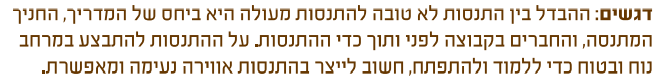 דגשים: ההבדל בין התנסות לא טובה להתנסות מעולה היא ביחס של המדריך, החניך
המתנסה, והחברים בקבוצה לפני ותוך כדי ההתנסות. על ההתנסות להתבצע במרחב
נוח ובטוח כדי ללמוד ולהתפתח, חשוב לייצר בהתנסות אווירה נעימה ומאפשרת.